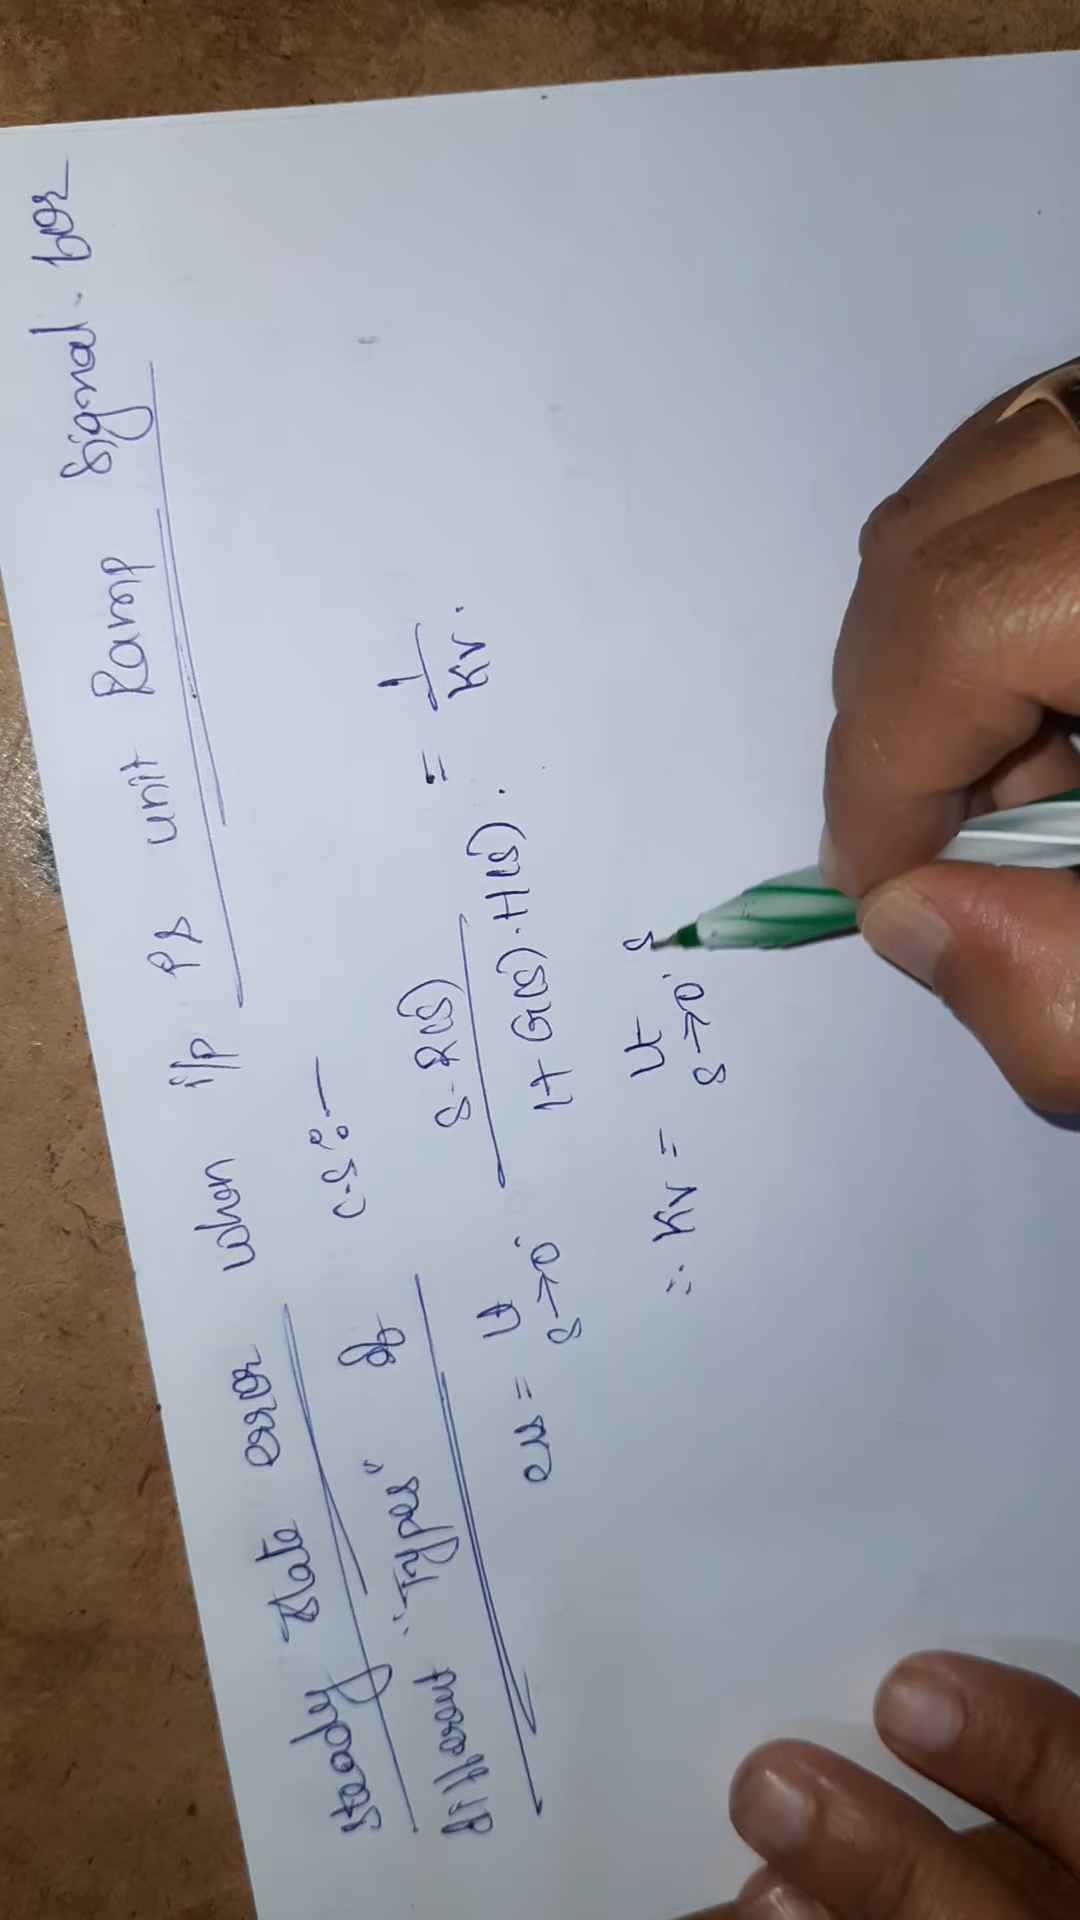 Steady State error when i/p is unit Ramp signal. for
different "Types" of C.S:-
ess = Lt s→0 s.R(s) / 1+G(s).H(s). = 1/Kv.
∴ Kv = Lt s→0 s